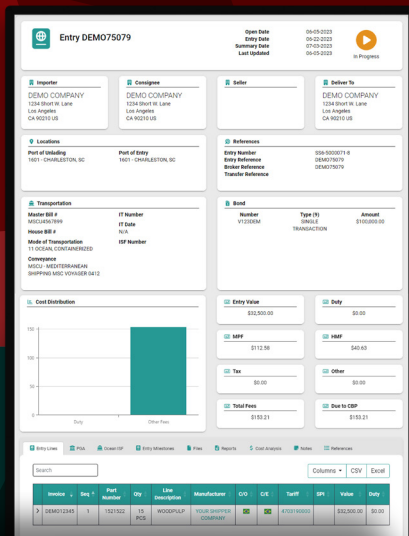 Entry DEMO75079
Open Date 06-05-2023
Entry Date 06-22-2023
Summary Date 07-03-2023
Last Updated 06-05-2023
In Progress
Importer
DEMO COMPANY
1234 Short W. Lane
Los Angeles
CA 90210 US
Consignee
DEMO COMPANY
1234 Short W. Lane
Los Angeles
CA 90210 US
Seller
Deliver To
DEMO COMPANY
1234 Short W. Lane
Los Angeles
CA 90210 US
Locations
Port of Unlading Port of Entry
1601 - CHARLESTON, SC 1601 - CHARLESTON, SC
References
Entry Number SS6-5000071-8
Entry Reference DEMO75079
Broker Reference DEMO75079
Transfer Reference
Transportation
Master Bill # IT Number
MSCU4567899
IT Date
House Bill # N/A
Mode of Transportation ISF Number
11 OCEAN, CONTAINERIZED
Conveyance
MSCU - MEDITERRANEAN
SHIPPING MSC VOYAGER 0412
Bond
Number Type (9) Amount
V123DEM SINGLE $100,000.00
TRANSACTION
Cost Distribution
150
100
50
0
Duty Other Fees
Entry Value
$32,500.00
Duty
$0.00
MPF
$112.58
HMF
$40.63
Tax
$0.00
Other
$0.00
Total Fees
$153.21
Due to CBP
$153.21
Entry Lines PGA Ocean ISF Entry Milestones Files Reports Cost Analysis Notes References
Search Columns CSV Excel
Invoice Seq Part Number Qty Line Description Manufacturer C/O C/E Tariff SPI Value Duty
DEMO12345 1 1521522 15 PCS WOODPULP YOUR SHIPPER COMPANY $32,500.00 $0.00